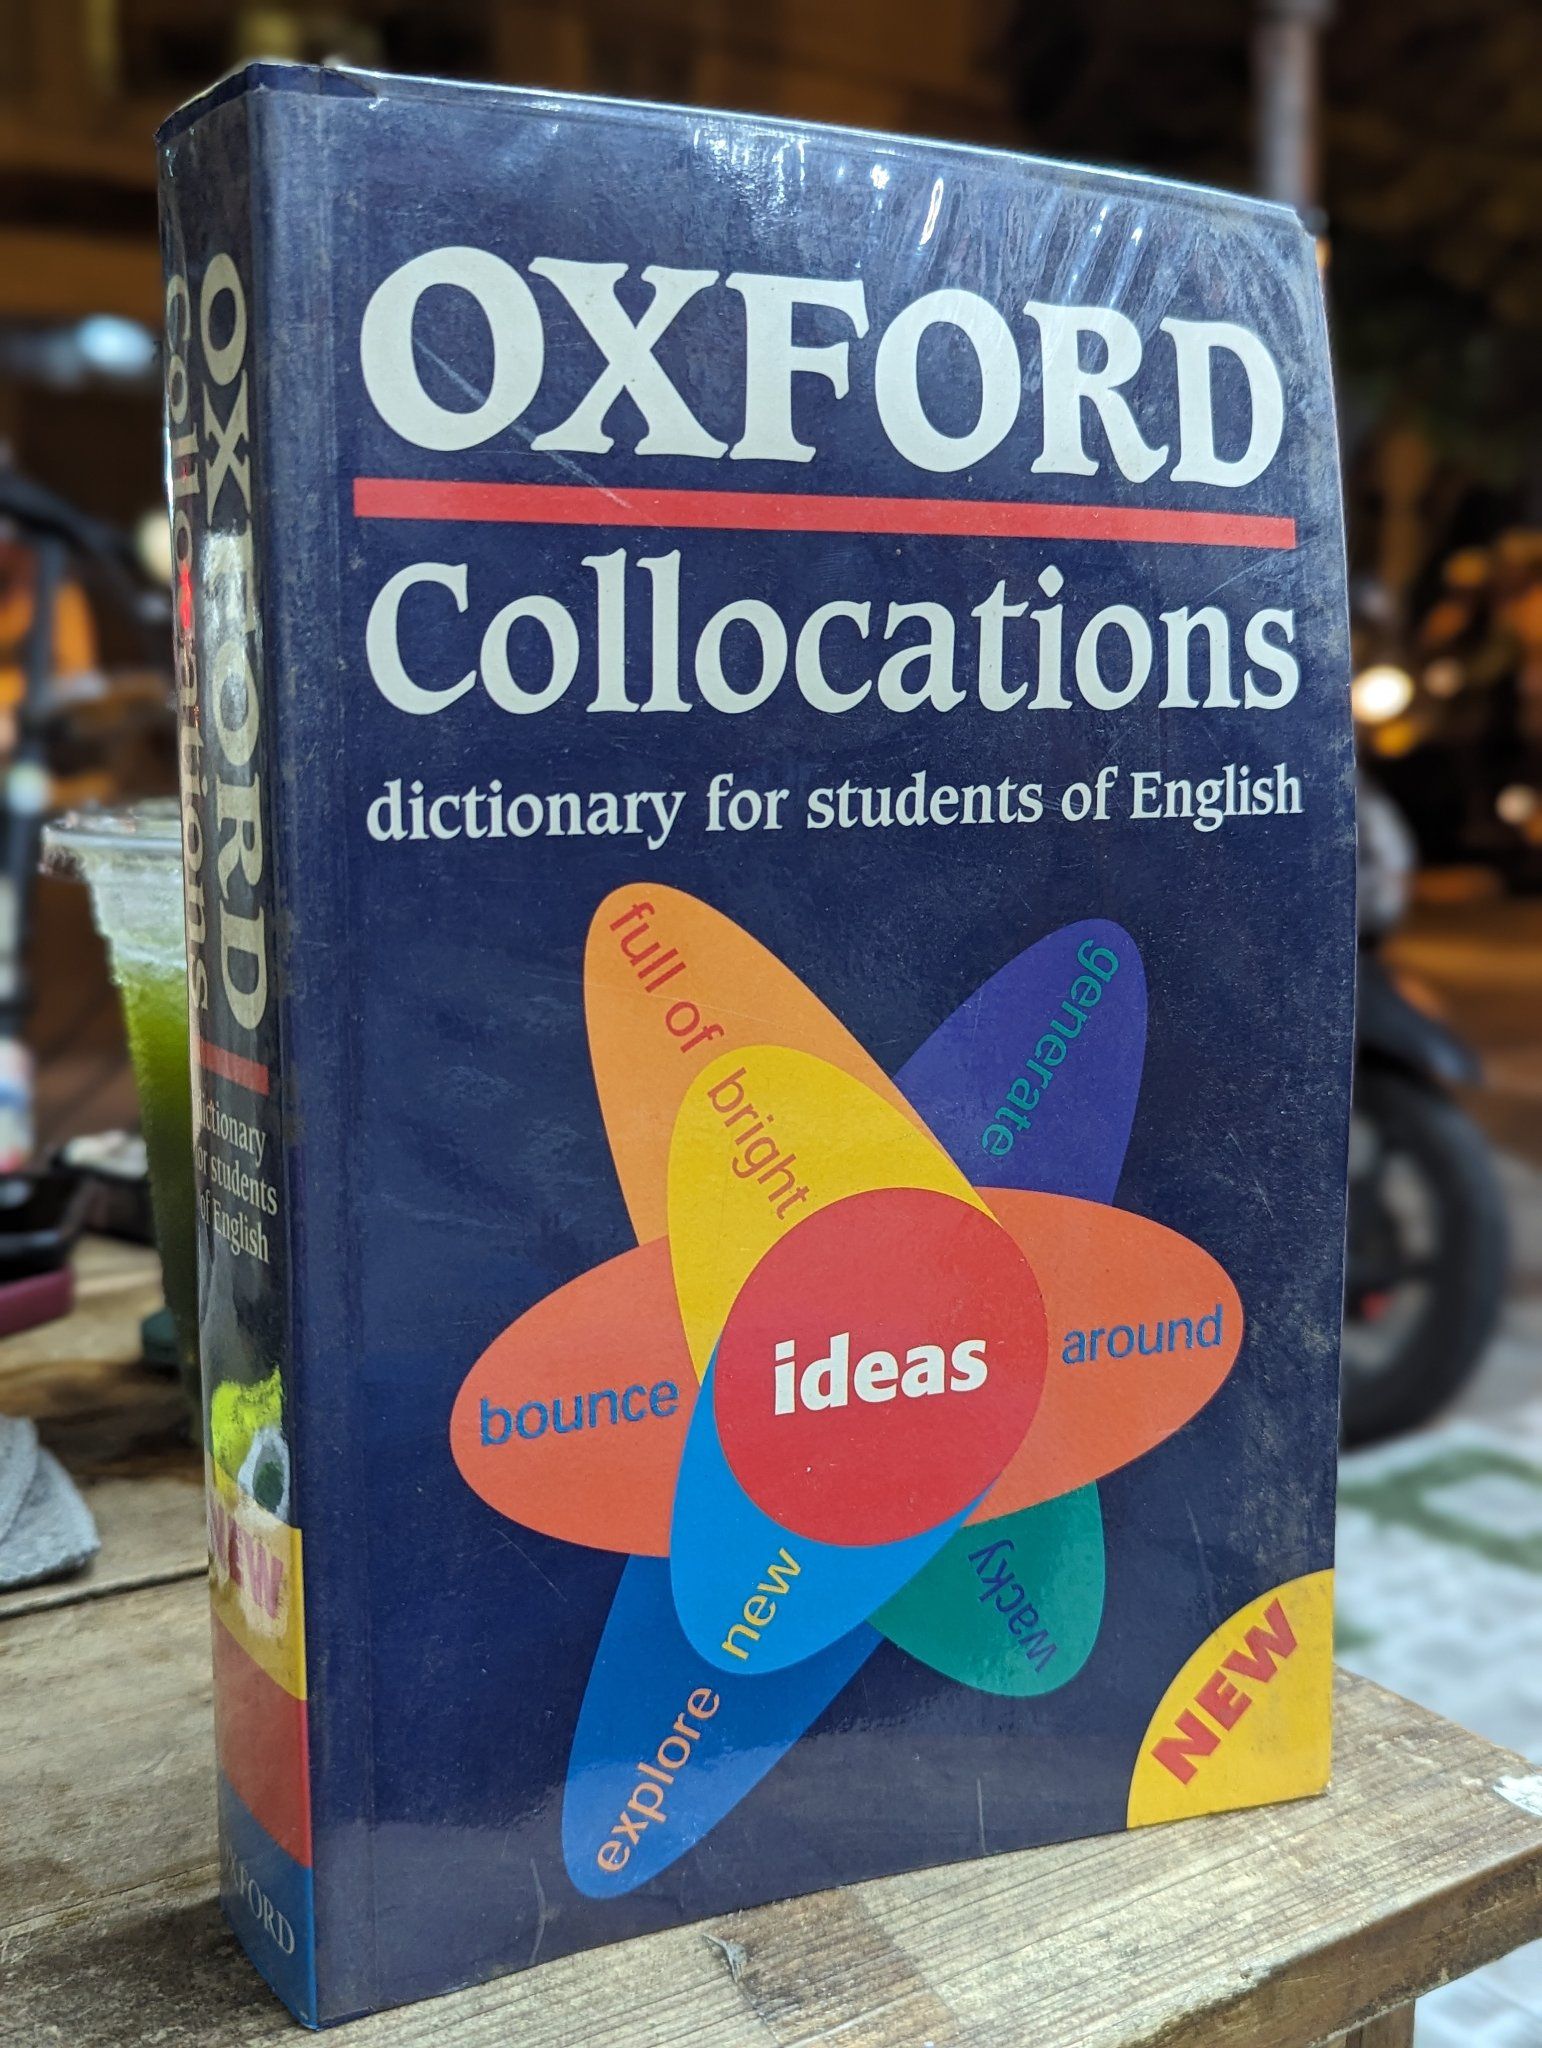 OXFORD
Collocations
dictionary for students of English
full of
bright
generate
ideas
around
bounce
new
wacky
explore
NEW
OXFORD
Collocations
dictionary
for students
of English
NEW
OXFORD